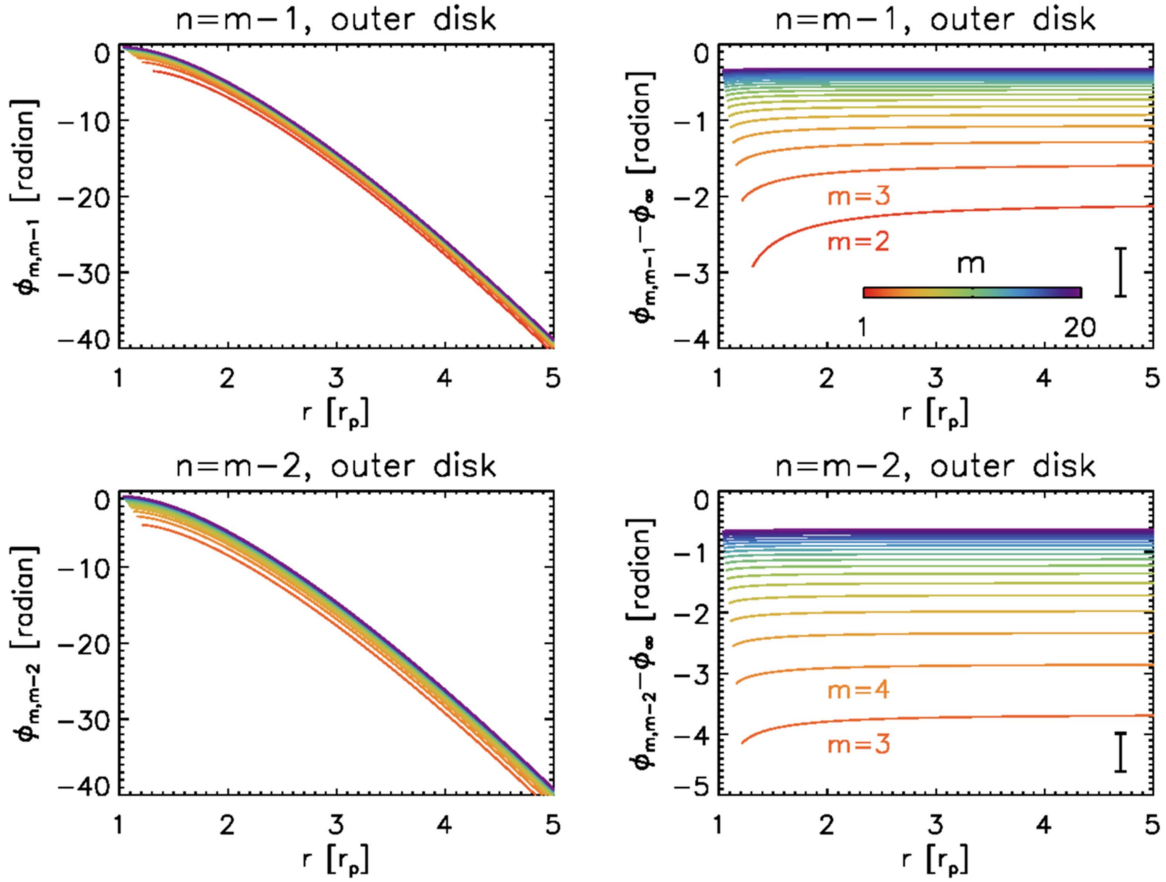 n=m−1, outer disk
n=m−1, outer disk
0
−10
−20
−30
−40
ϕm,m−1 [radian]
1 2 3 4 5
r [rp]
0
−1
−2
−3
−4
ϕm,m−1−ϕ∞ [radian]
m=3
m=2
m
1 20
1 2 3 4 5
r [rp]
n=m−2, outer disk
n=m−2, outer disk
0
−10
−20
−30
−40
ϕm,m−2 [radian]
1 2 3 4 5
r [rp]
0
−1
−2
−3
−4
−5
ϕm,m−2−ϕ∞ [radian]
m=4
m=3
1 2 3 4 5
r [rp]